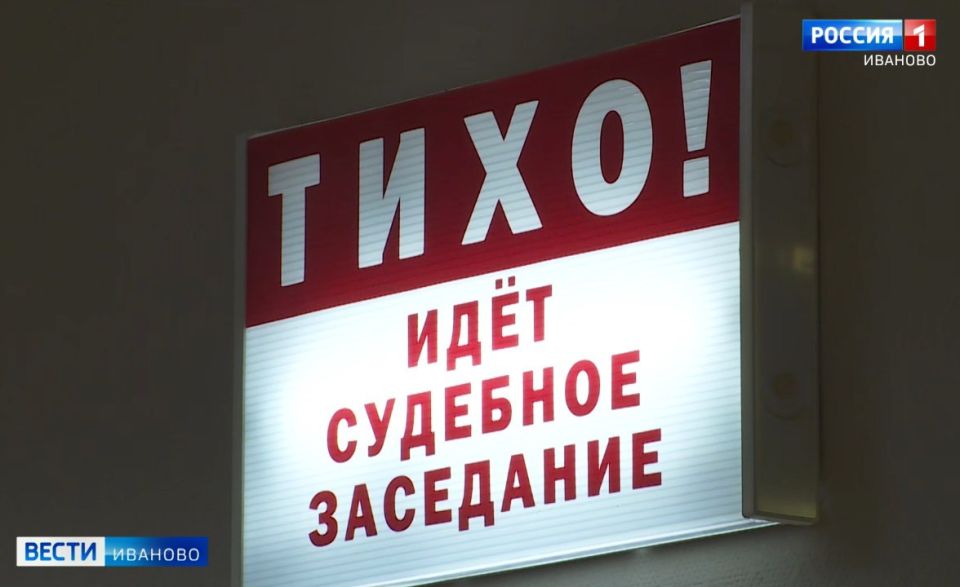 РОССИЯ 1
ИВАНОВО
ТИХО!
ИДЁТ
СУДЕБНОЕ
ЗАСЕДАНИЕ
ВЕСТИ ИВАНОВО